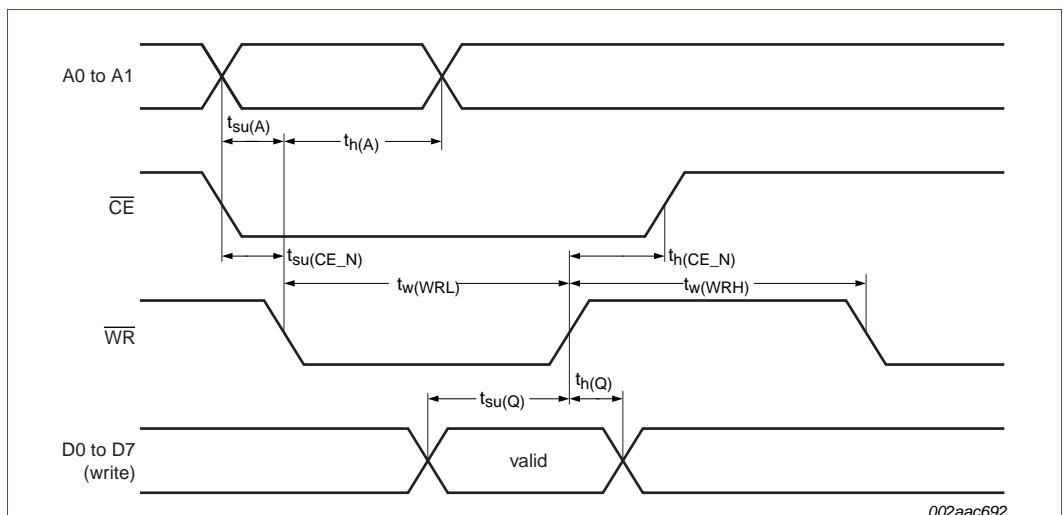 A0 to A1
tsu(A)
th(A)
CE
tsu(CE_N)
th(CE_N)
tw(WRL)
tw(WRH)
WR
th(Q)
tsu(Q)
D0 to D7
(write)
valid
002aac692